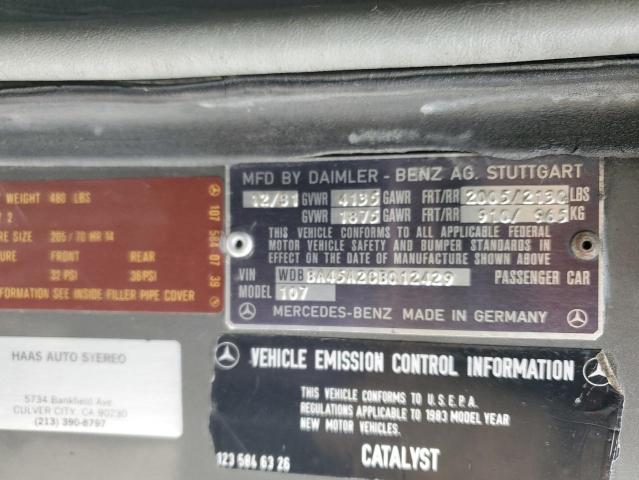 MFD BY DAIMLER - BENZ AG. STUTTGART
12/81 GVWR 4135 GAWR FRT/RR 2005/2130 LBS
GVWR 1875 GAWR FRT/RR 910/ 965 KG
THIS VEHICLE CONFORMS TO ALL APPLICABLE FEDERAL
MOTOR VEHICLE SAFETY AND BUMPER STANDARDS IN
EFFECT ON THE DATE OF MANUFACTURE SHOWN ABOVE
VIN WDBBA45A2CB012429 PASSENGER CAR
MODEL 107
MERCEDES-BENZ MADE IN GERMANY
WEIGHT 480 LBS
2
SIZE 205/70 HR 14
FRONT REAR
32 PSI 36 PSI
INFORMATION SEE INSIDE FILLER PIPE COVER
107 584 07 39
HAAS AUTO STEREO
5734 Bankfield Ave.
CULVER CITY, CA 90230
(213) 390-6797
VEHICLE EMISSION CONTROL INFORMATION
THIS VEHICLE CONFORMS TO U.S.E.P.A.
REGULATIONS APPLICABLE TO 1983 MODEL YEAR
NEW MOTOR VEHICLES.
123 584 63 26 CATALYST